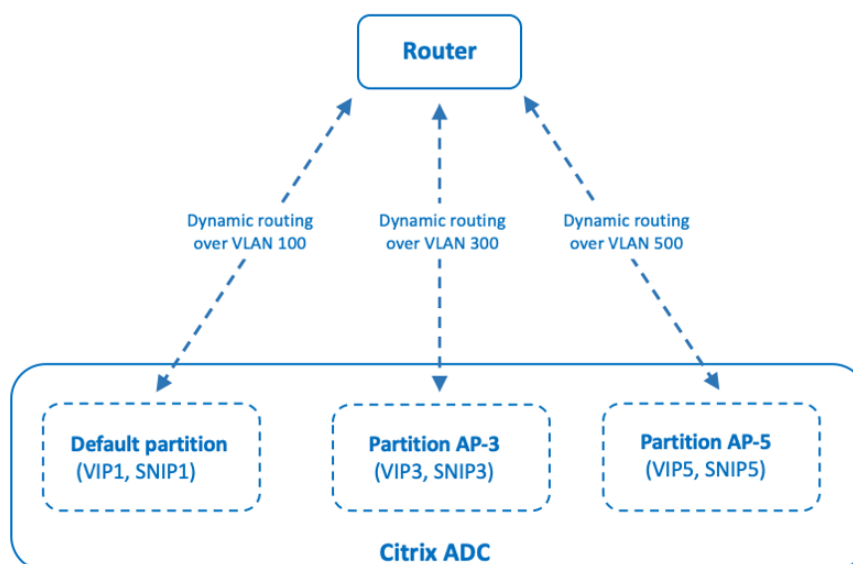 Router
Dynamic routing
over VLAN 100
Dynamic routing
over VLAN 300
Dynamic routing
over VLAN 500
Default partition
(VIP1, SNIP1)
Partition AP-3
(VIP3, SNIP3)
Partition AP-5
(VIP5, SNIP5)
Citrix ADC